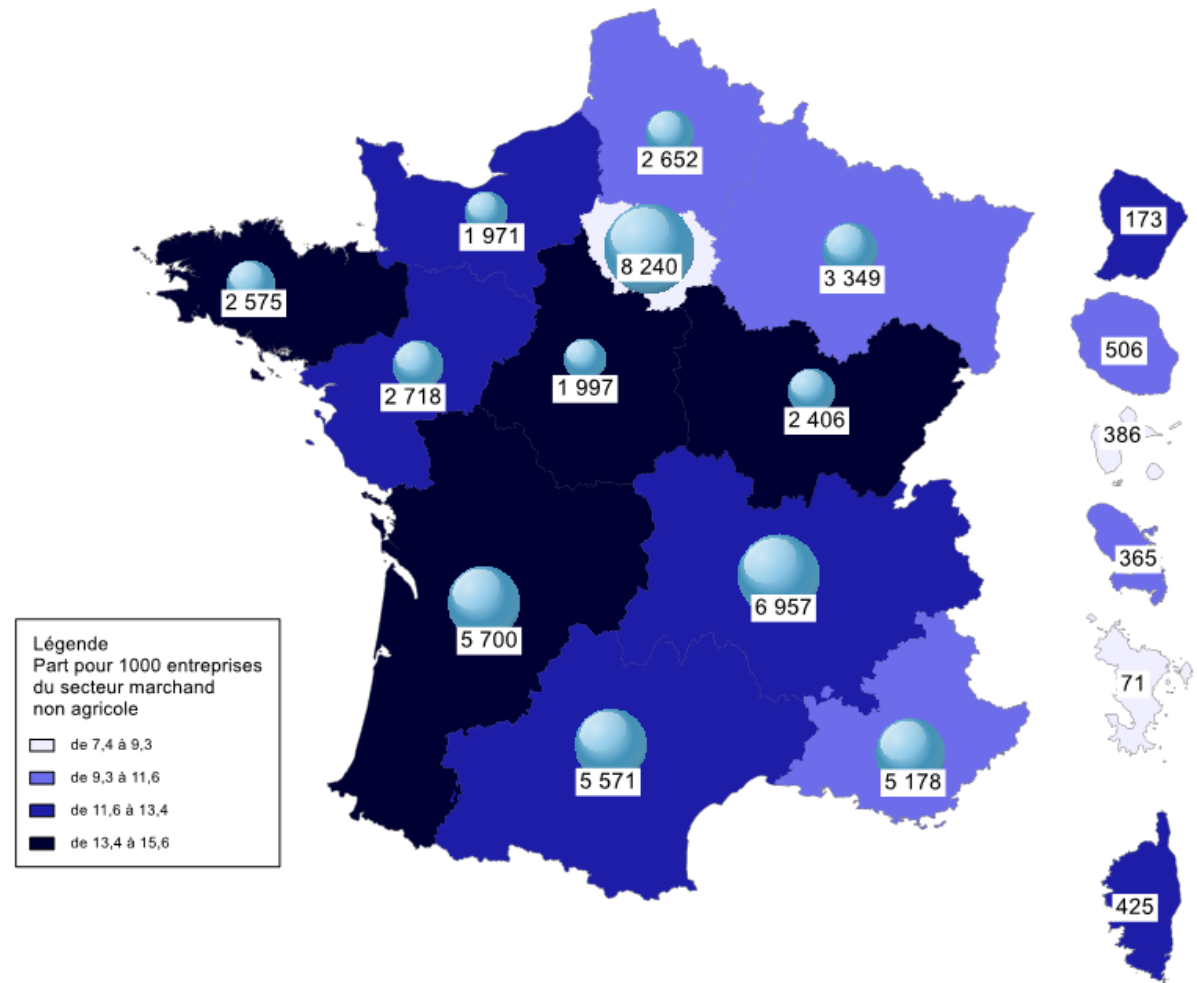 2 652
1 971
8 240
3 349
2 575
2 718
1 997
2 406
5 700
6 957
5 571
5 178
173
506
386
365
71
425
Légende
Part pour 1000 entreprises
du secteur marchand
non agricole
de 7,4 à 9,3
de 9,3 à 11,6
de 11,6 à 13,4
de 13,4 à 15,6